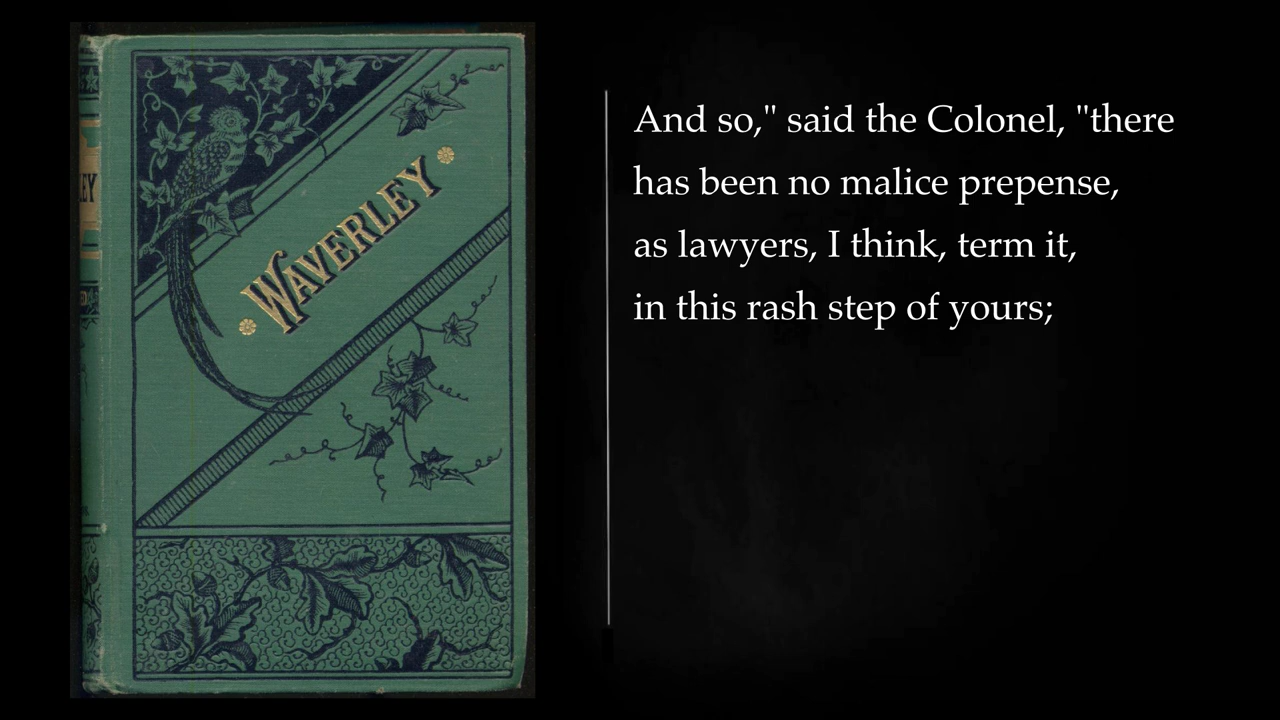 WAVERLEY
EY
And so," said the Colonel, "there
has been no malice prepense,
as lawyers, I think, term it,
in this rash step of yours;